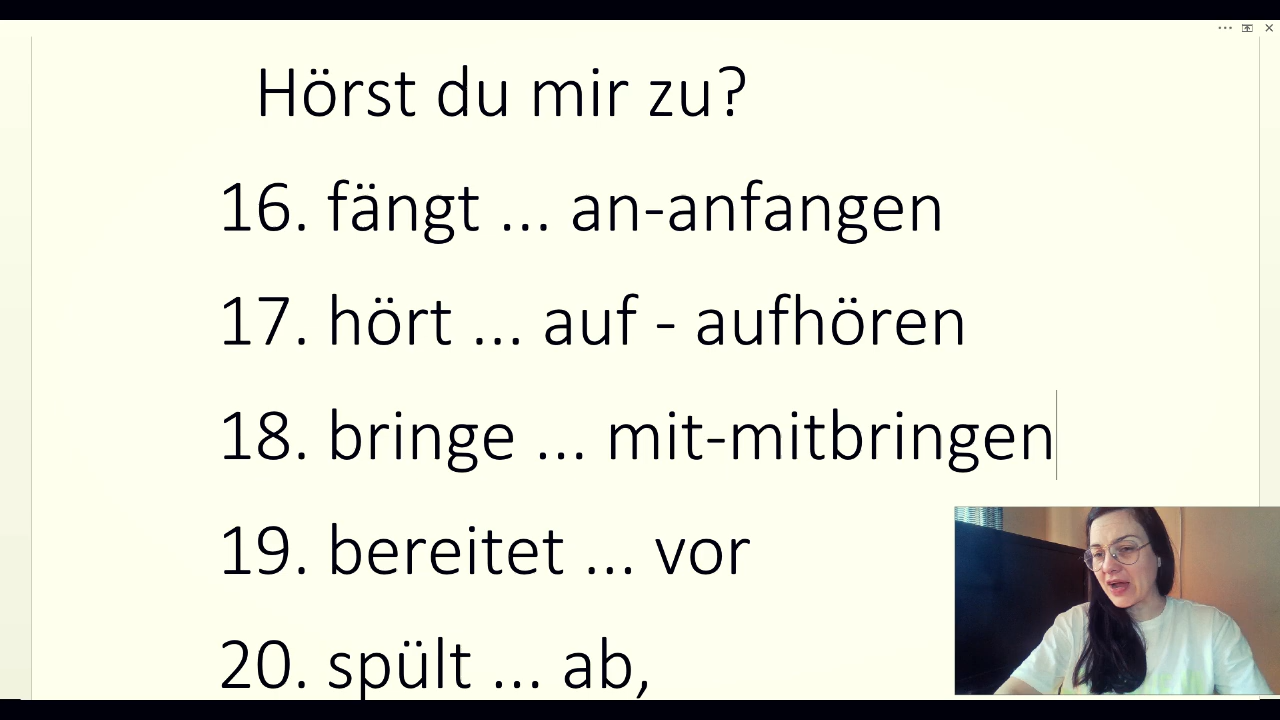 Hörst du mir zu?
16. fängt ... an-anfangen
17. hört ... auf - aufhören
18. bringe ... mit-mitbringen
19. bereitet ... vor
20. spült ... ab,